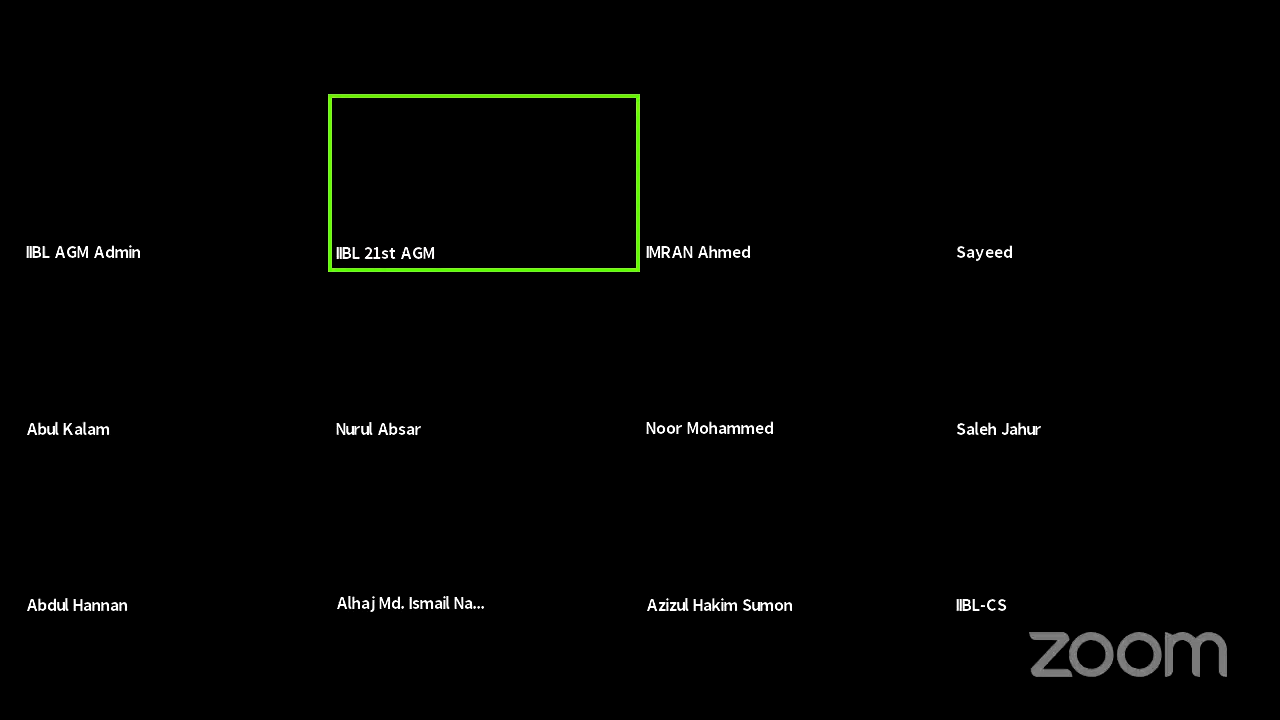 IIBL AGM Admin
IIBL 21st AGM
IMRAN Ahmed
Sayeed
Abul Kalam
Nurul Absar
Noor Mohammed
Saleh Jahur
Abdul Hannan
Alhaj Md. Ismail Na...
Azizul Hakim Sumon
IIBL-CS
zoom